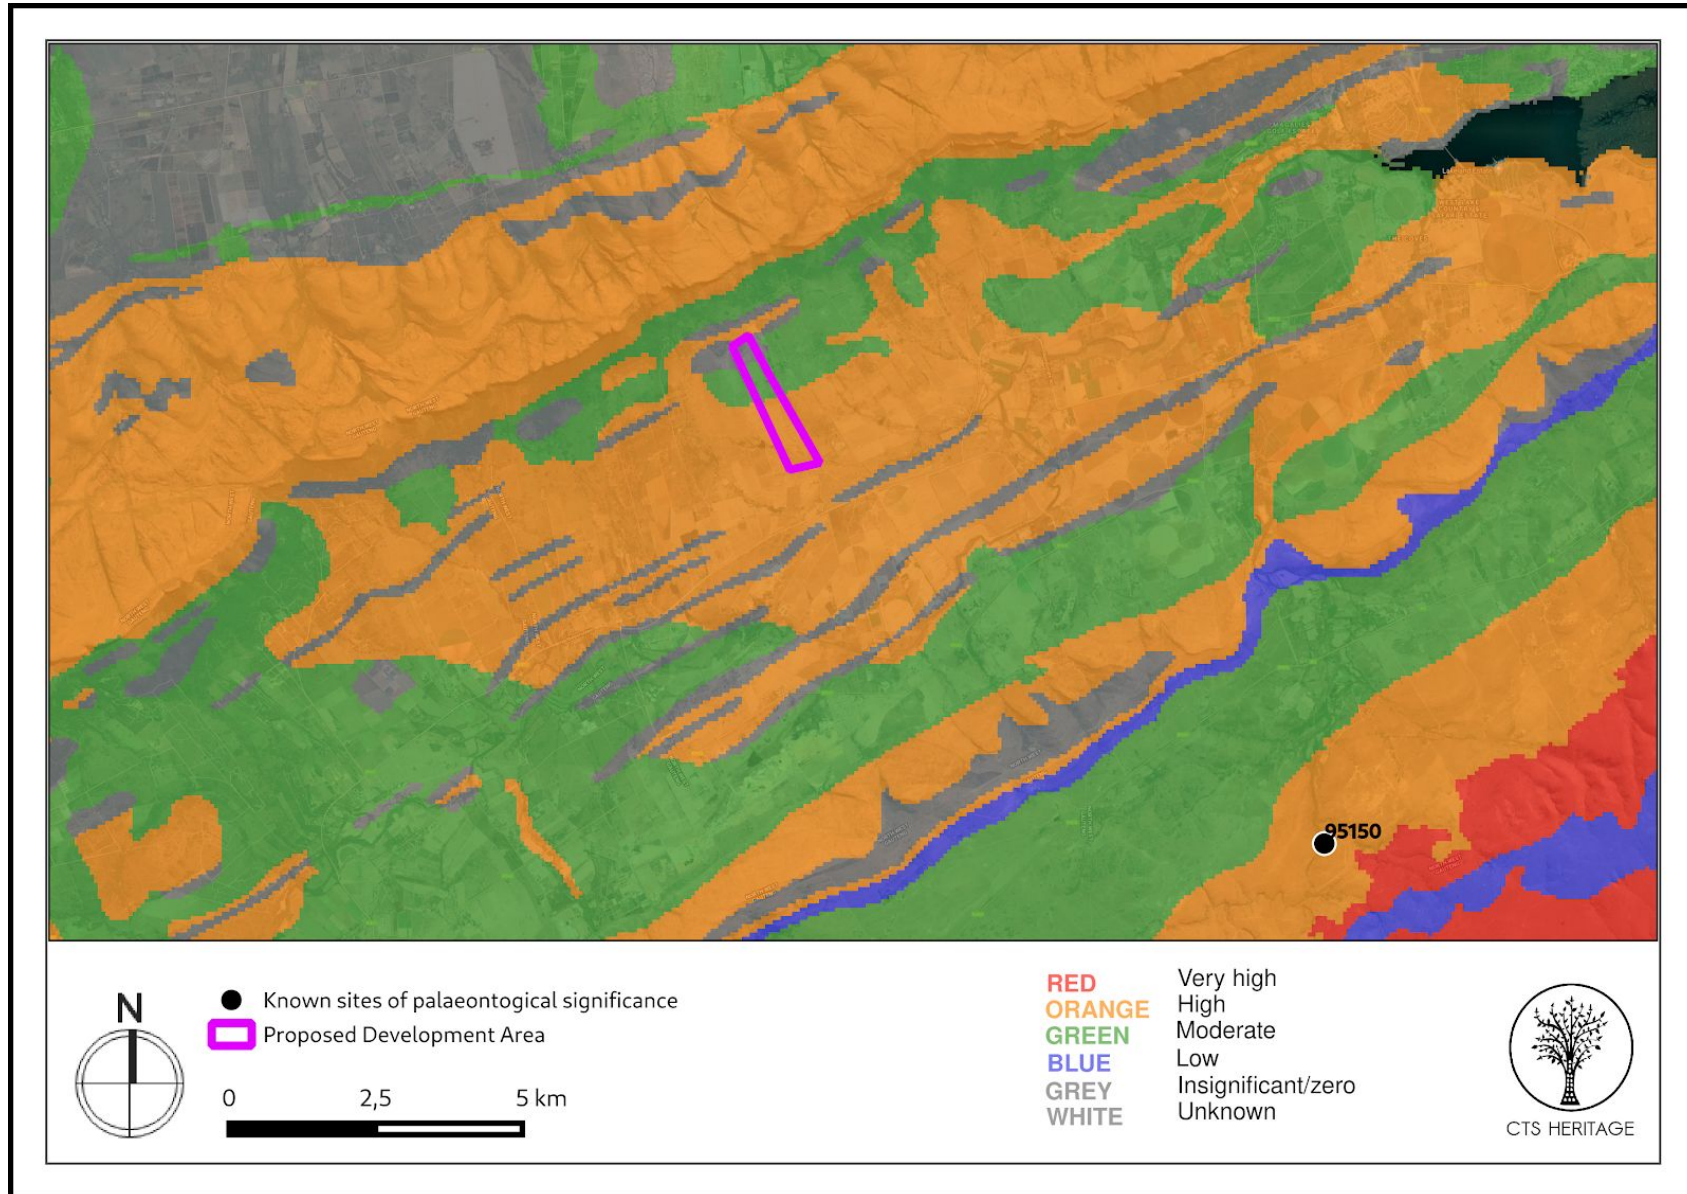 95150
N
Known sites of palaeontogical significance
Proposed Development Area
0 2,5 5 km
RED Very high
ORANGE High
GREEN Moderate
BLUE Low
GREY Insignificant/zero
WHITE Unknown
CTS HERITAGE